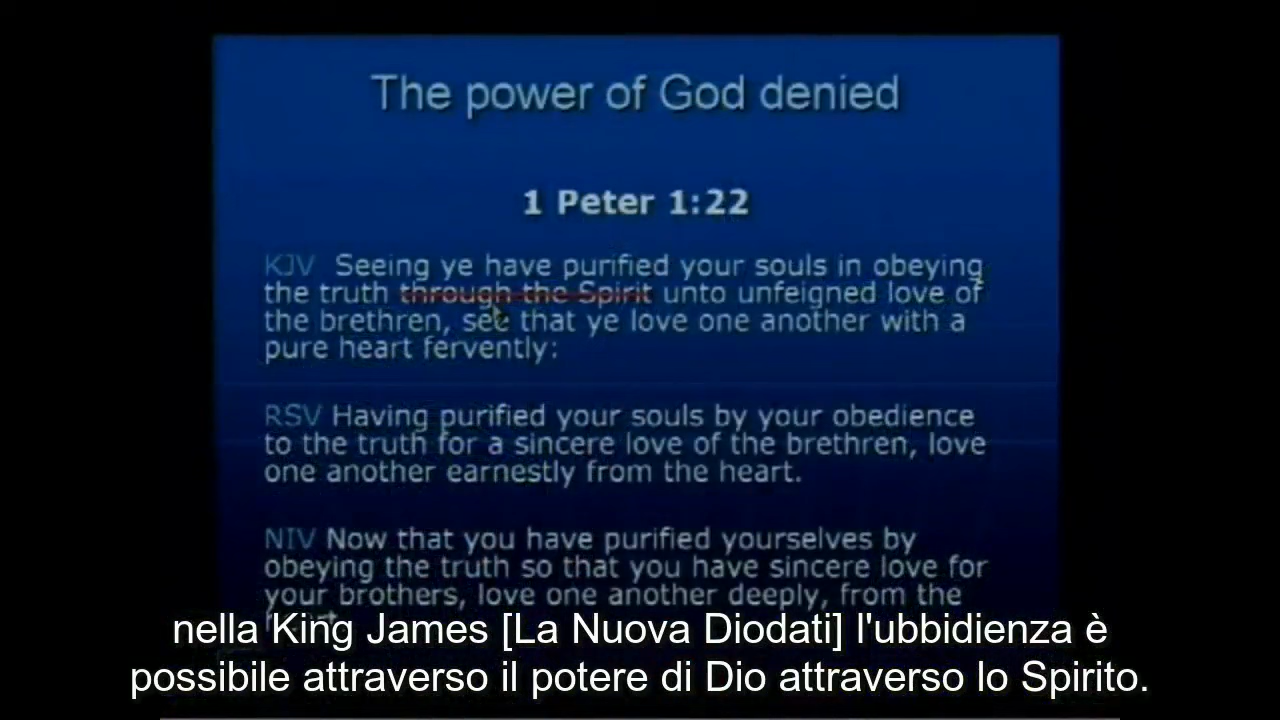 The power of God denied
1 Peter 1:22
KJV Seeing ye have purified your souls in obeying
the truth through the Spirit unto unfeigned love of
the brethren, see that ye love one another with a
pure heart fervently:
RSV Having purified your souls by your obedience
to the truth for a sincere love of the brethren, love
one another earnestly from the heart.
NIV Now that you have purified yourselves by
obeying the truth so that you have sincere love for
your brothers, love one another deeply, from the
nella King James [La Nuova Diodati] l'ubbidienza è
possibile attraverso il potere di Dio attraverso lo Spirito.